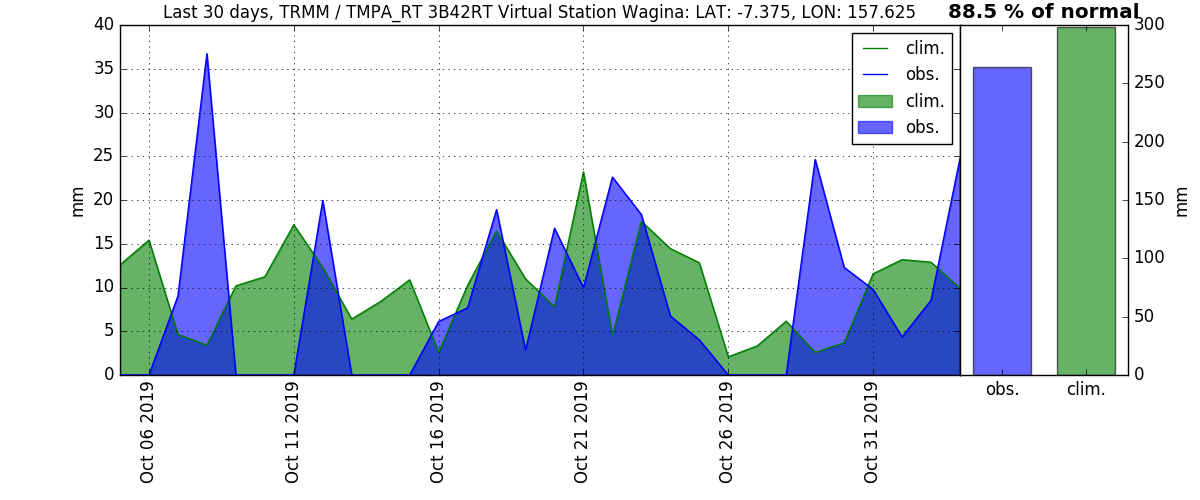 Last 30 days, TRMM / TMPA_RT 3B42RT Virtual Station Wagina: LAT: -7.375, LON: 157.625
88.5 % of normal
40
35
30
25
20
15
10
5
0
mm
clim.
obs.
clim.
obs.
Oct 06 2019
Oct 11 2019
Oct 16 2019
Oct 21 2019
Oct 26 2019
Oct 31 2019
300
250
200
150
100
50
0
mm
obs.
clim.